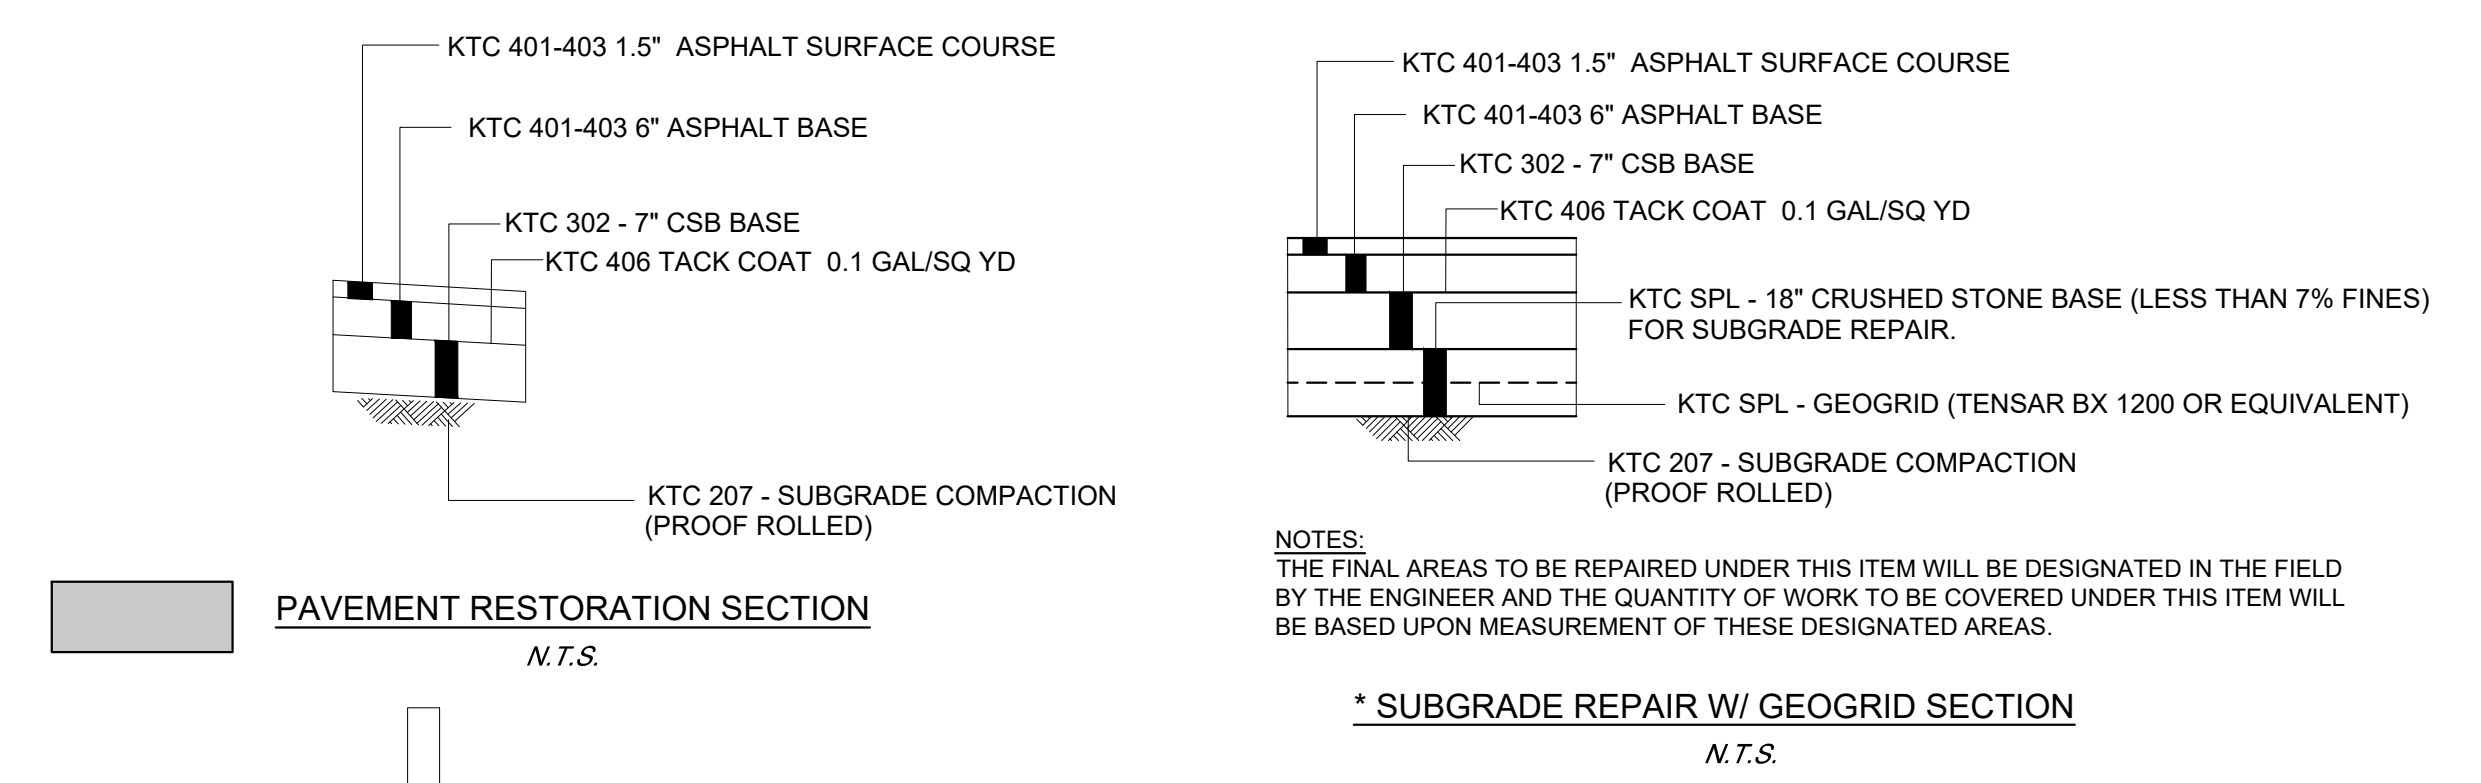 KTC 401-403 1.5" ASPHALT SURFACE COURSE
KTC 401-403 6" ASPHALT BASE
KTC 302 - 7" CSB BASE
KTC 406 TACK COAT 0.1 GAL/SQ YD
KTC 207 - SUBGRADE COMPACTION
(PROOF ROLLED)
PAVEMENT RESTORATION SECTION
N.T.S.
KTC 401-403 1.5" ASPHALT SURFACE COURSE
KTC 401-403 6" ASPHALT BASE
KTC 302 - 7" CSB BASE
KTC 406 TACK COAT 0.1 GAL/SQ YD
KTC SPL - 18" CRUSHED STONE BASE (LESS THAN 7% FINES)
FOR SUBGRADE REPAIR.
KTC SPL - GEOGRID (TENSAR BX 1200 OR EQUIVALENT)
KTC 207 - SUBGRADE COMPACTION
(PROOF ROLLED)
NOTES:
THE FINAL AREAS TO BE REPAIRED UNDER THIS ITEM WILL BE DESIGNATED IN THE FIELD
BY THE ENGINEER AND THE QUANTITY OF WORK TO BE COVERED UNDER THIS ITEM WILL
BE BASED UPON MEASUREMENT OF THESE DESIGNATED AREAS.
* SUBGRADE REPAIR W/ GEOGRID SECTION
N.T.S.